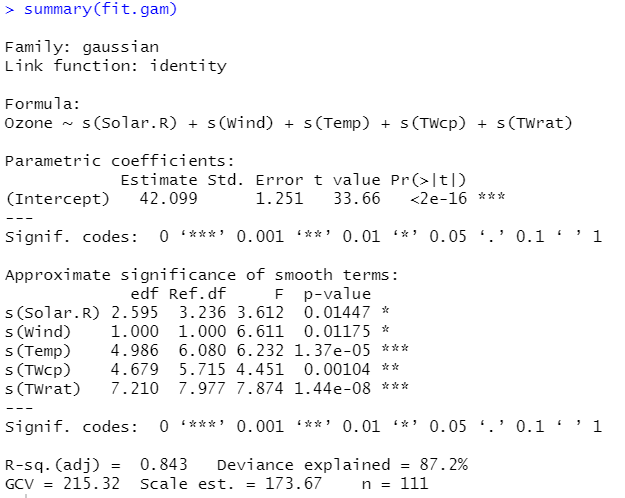 > summary(fit.gam)
Family: gaussian
Link function: identity
Formula:
Ozone ~ s(Solar.R) + s(Wind) + s(Temp) + s(TWcp) + s(TWrat)
Parametric coefficients:
Estimate Std. Error t value Pr(>|t|)
(Intercept) 42.099 1.251 33.66 <2e-16 ***
---
Signif. codes: 0 ‘***’ 0.001 ‘**’ 0.01 ‘*’ 0.05 ‘.’ 0.1 ‘ ’ 1
Approximate significance of smooth terms:
edf Ref.df F p-value
s(Solar.R) 2.595 3.236 3.612 0.01447 *
s(Wind) 1.000 1.000 6.611 0.01175 *
s(Temp) 4.986 6.080 6.232 1.37e-05 ***
s(TWcp) 4.679 5.715 4.451 0.00104 **
s(TWrat) 7.210 7.977 7.874 1.44e-08 ***
---
Signif. codes: 0 ‘***’ 0.001 ‘**’ 0.01 ‘*’ 0.05 ‘.’ 0.1 ‘ ’ 1
R-sq.(adj) = 0.843 Deviance explained = 87.2%
GCV = 215.32 Scale est. = 173.67 n = 111